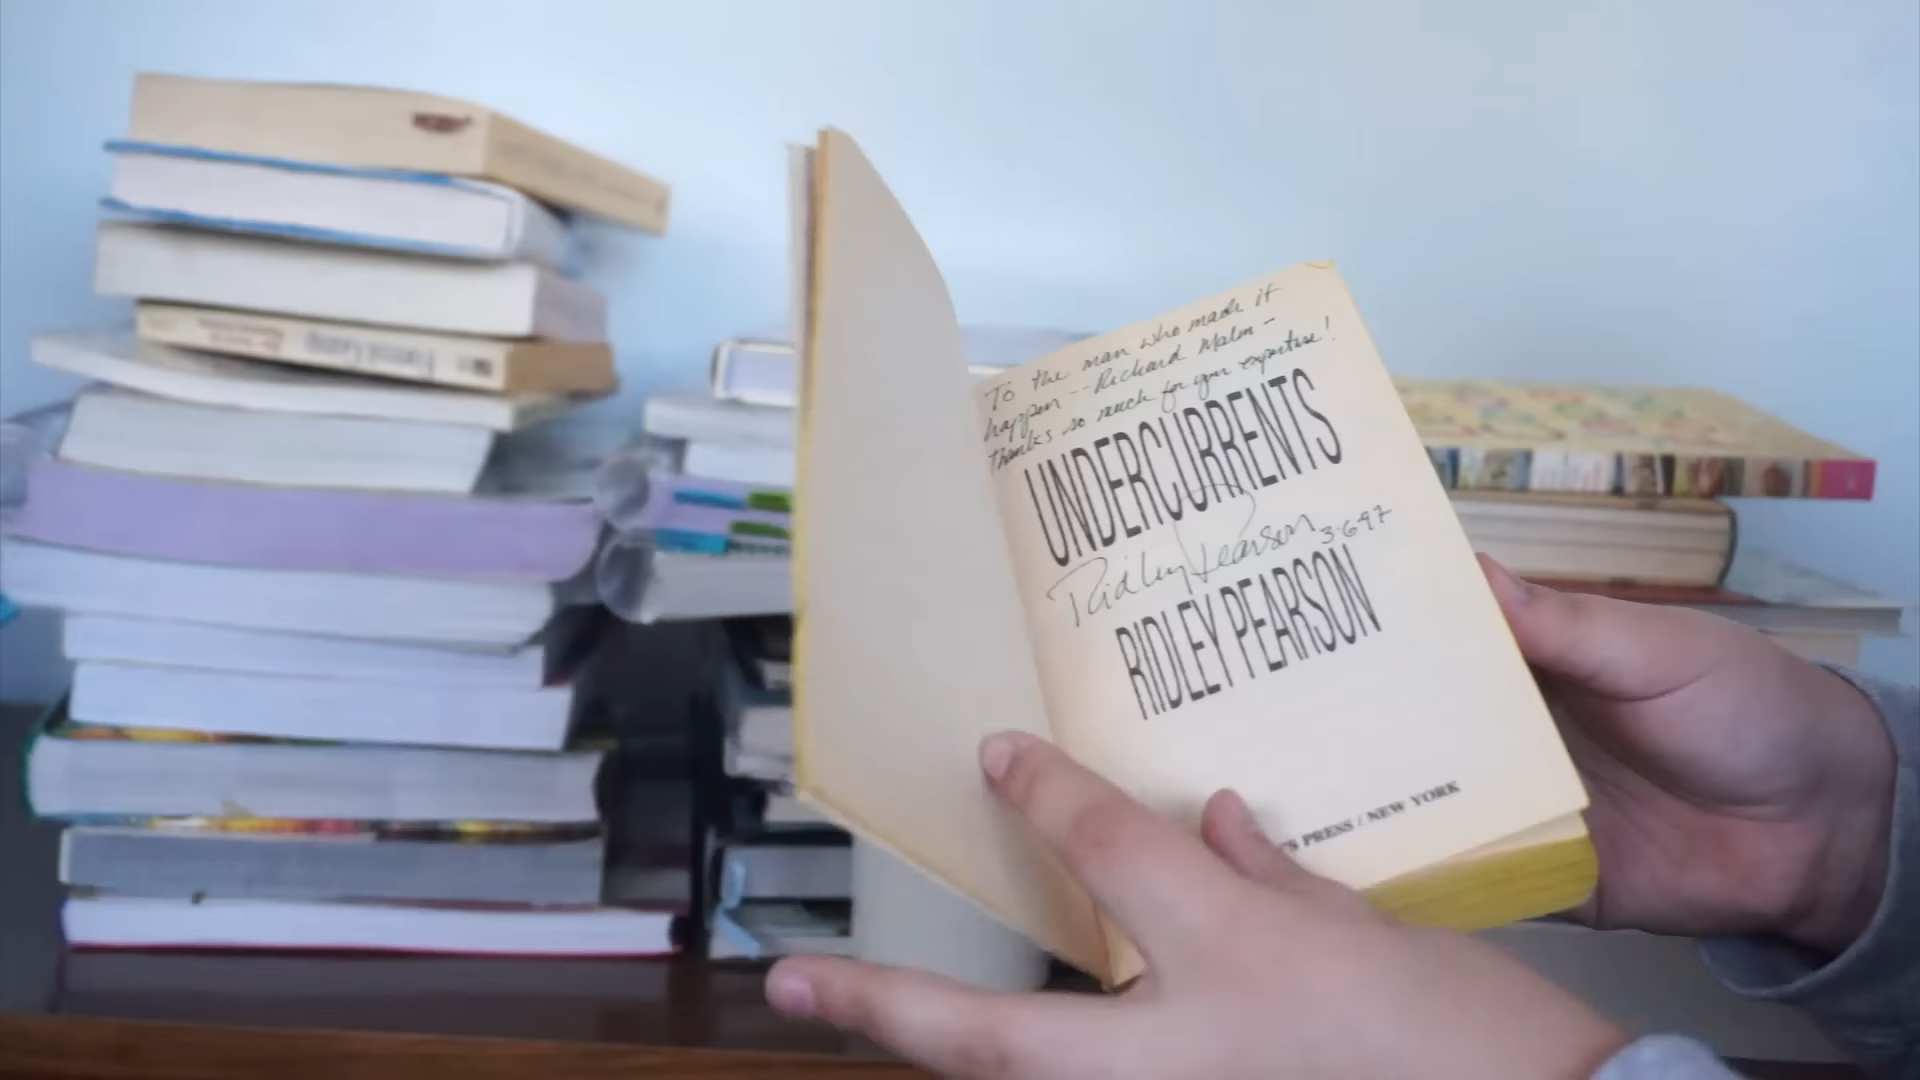 To the man who made it
happen -- Richard Malm -
Thanks so much for your expertise!
UNDERCURRENTS
Ridley Pearson 3·6·97
RIDLEY PEARSON
'S PRESS / NEW YORK